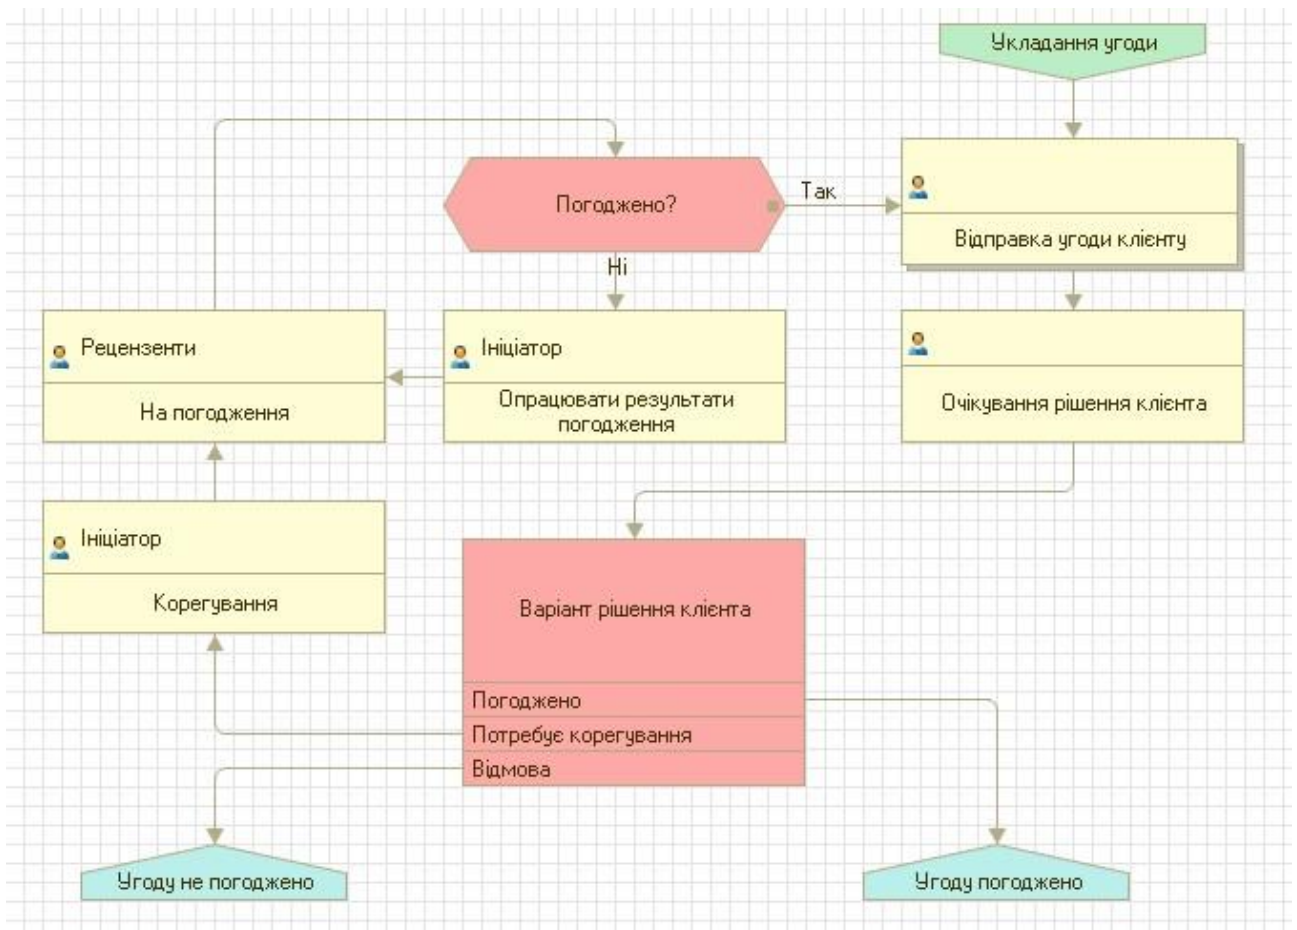 Укладання угоди
Погоджено?
Так
Відправка угоди клієнту
Ні
Рецензенти
На погодження
Ініціатор
Опрацювати результати
погодження
Очікування рішення клієнта
Ініціатор
Корегування
Варіант рішення клієнта
Погоджено
Потребує корегування
Відмова
Угоду не погоджено
Угоду погоджено